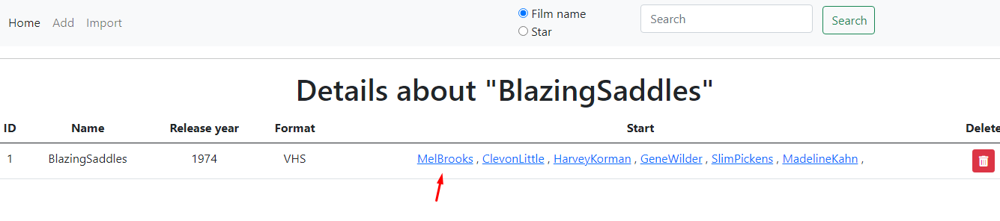 Home Add Import Film name Search Search
Star
Details about "BlazingSaddles"
ID Name Release year Format Start Delete
1 BlazingSaddles 1974 VHS MelBrooks , ClevonLittle , HarveyKorman , GeneWilder , SlimPickens , MadelineKahn ,